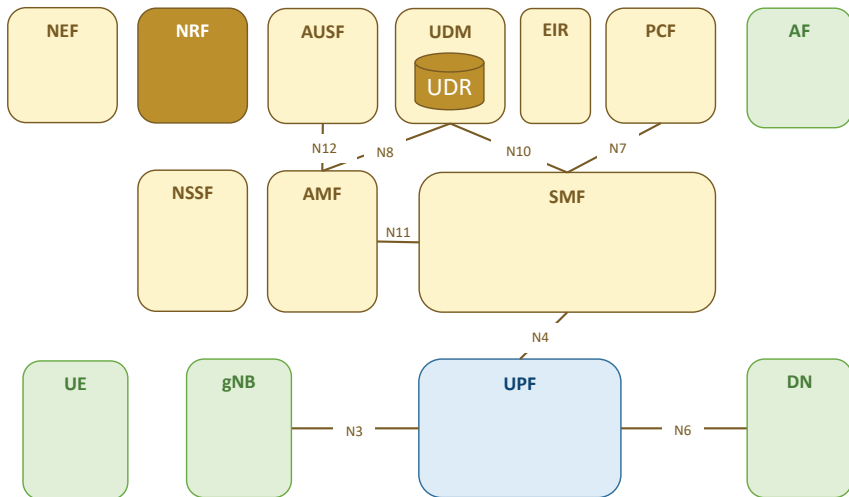 NEF
NRF
AUSF
UDM
EIR
PCF
AF
UDR
N12
N8
N10
N7
NSSF
AMF
SMF
N11
N4
UE
gNB
UPF
DN
N3
N6